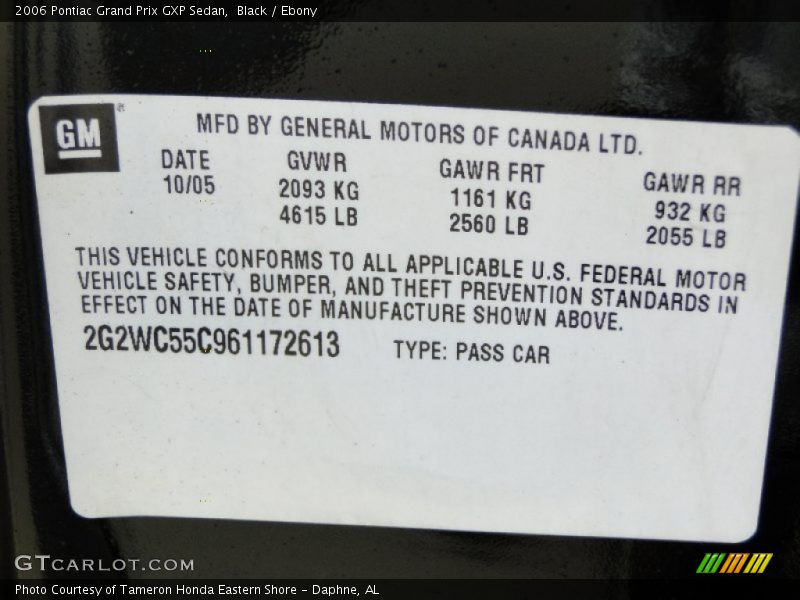 2006 Pontiac Grand Prix GXP Sedan,  Black / Ebony
GM ®
MFD BY GENERAL MOTORS OF CANADA LTD.
DATE GVWR GAWR FRT GAWR RR
10/05 2093 KG 1161 KG 932 KG
4615 LB 2560 LB 2055 LB
THIS VEHICLE CONFORMS TO ALL APPLICABLE U.S. FEDERAL MOTOR
VEHICLE SAFETY, BUMPER, AND THEFT PREVENTION STANDARDS IN
EFFECT ON THE DATE OF MANUFACTURE SHOWN ABOVE.
2G2WC55C961172613 TYPE: PASS CAR
GTCARLOT.COM
Photo Courtesy of Tameron Honda Eastern Shore - Daphne, AL